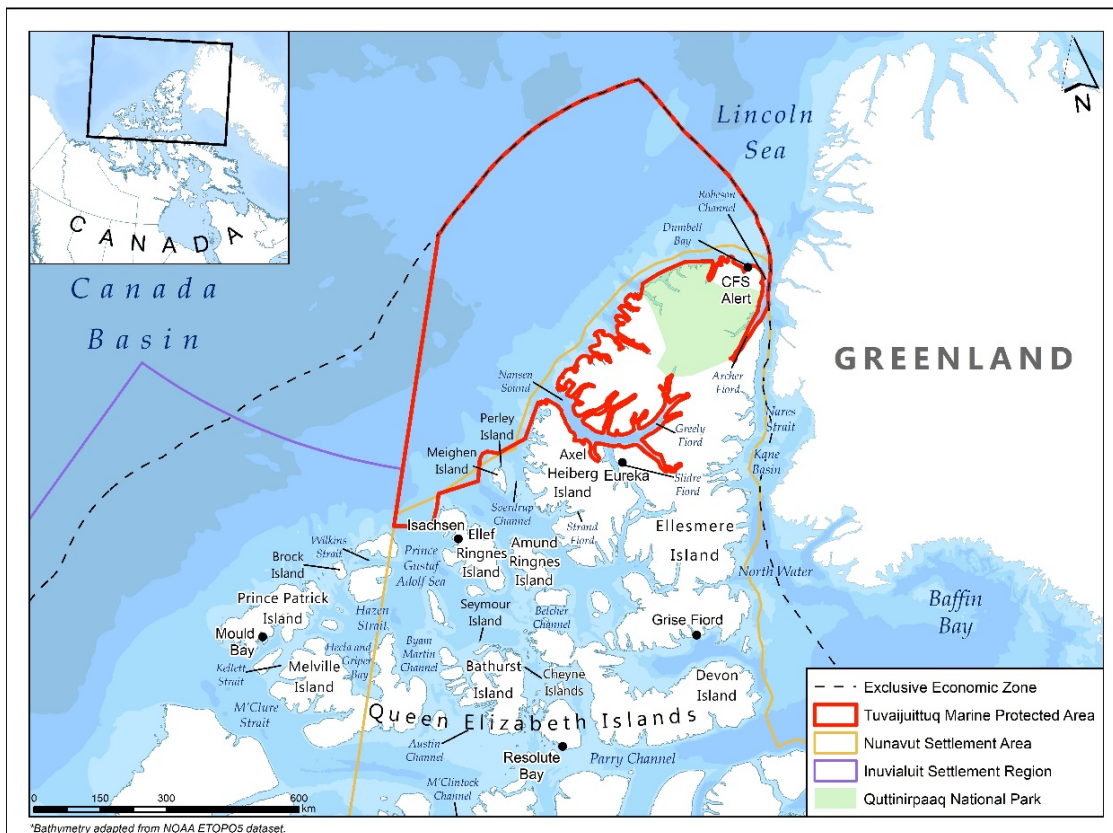 CANADA
Lincoln
Sea
Robeson
Channel
Dumbell
Bay
CFS
Alert
N
Canada
Basin
GREENLAND
Nansen
Sound
Archer
Fiord
Perley
Island
Greely
Fiord
Nares
Strait
Meighen
Island
Axel
Heiberg
Island
Eureka
Slidre
Fiord
Kane
Basin
Sverdrup
Channel
Strand
Fiord
Ellesmere
Island
Isachsen
Ellef
Ringnes
Island
Amund
Ringnes
Island
Wilkins
Strait
Prince
Gustaf
Adolf Sea
Brock
Island
North Water
Prince Patrick
Island
Hazen
Strait
Seymour
Island
Belcher
Channel
Baffin
Bay
Grise Fiord
Mould
Bay
Hecla and
Griper
Bay
Byam
Martin
Channel
Kellett
Strait
Melville
Island
Bathurst
Island
Cheyne
Islands
Devon
Island
M'Clure
Strait
Queen Elizabeth Islands
Austin
Channel
Resolute
Bay
Parry Channel
M'Clintock
Channel
Exclusive Economic Zone
Tuvaijuittuq Marine Protected Area
Nunavut Settlement Area
Inuvialuit Settlement Region
Quttinirpaaq National Park
0 150 300 600
km
*Bathymetry adapted from NOAA ETOPO5 dataset.